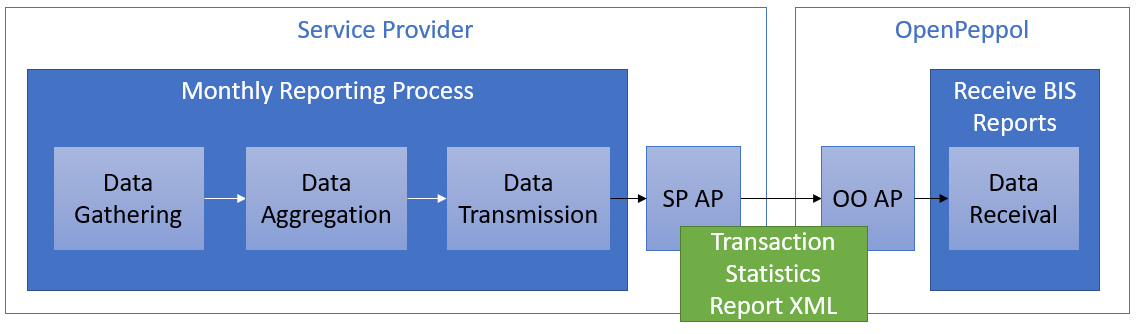 Service Provider
OpenPeppol
Monthly Reporting Process
Receive BIS
Reports
Data
Gathering
Data
Aggregation
Data
Transmission
SP AP
OO AP
Data
Receival
Transaction
Statistics
Report XML